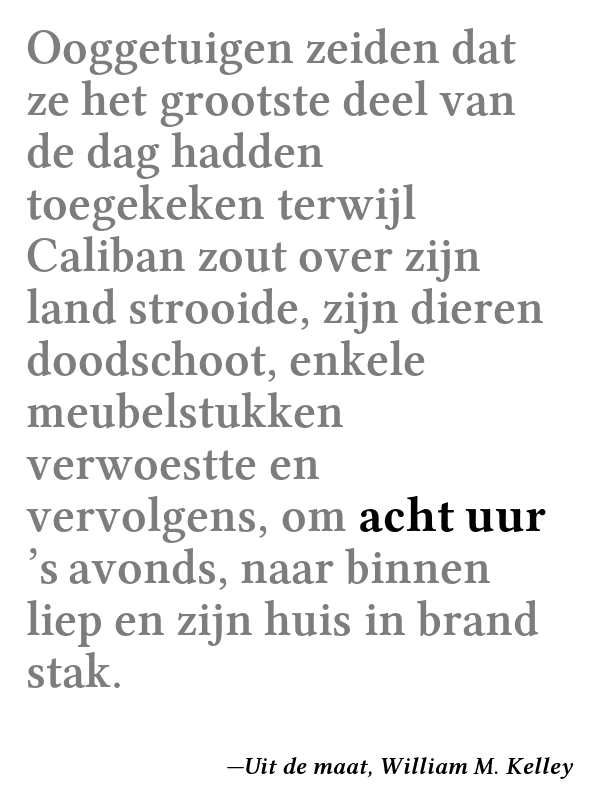 Ooggetuigen zeiden dat
ze het grootste deel van
de dag hadden
toegekeken terwijl
Caliban zout over zijn
land strooide, zijn dieren
doodschoot, enkele
meubelstukken
verwoestte en
vervolgens, om acht uur
’s avonds, naar binnen
liep en zijn huis in brand
stak.
—Uit de maat, William M. Kelley